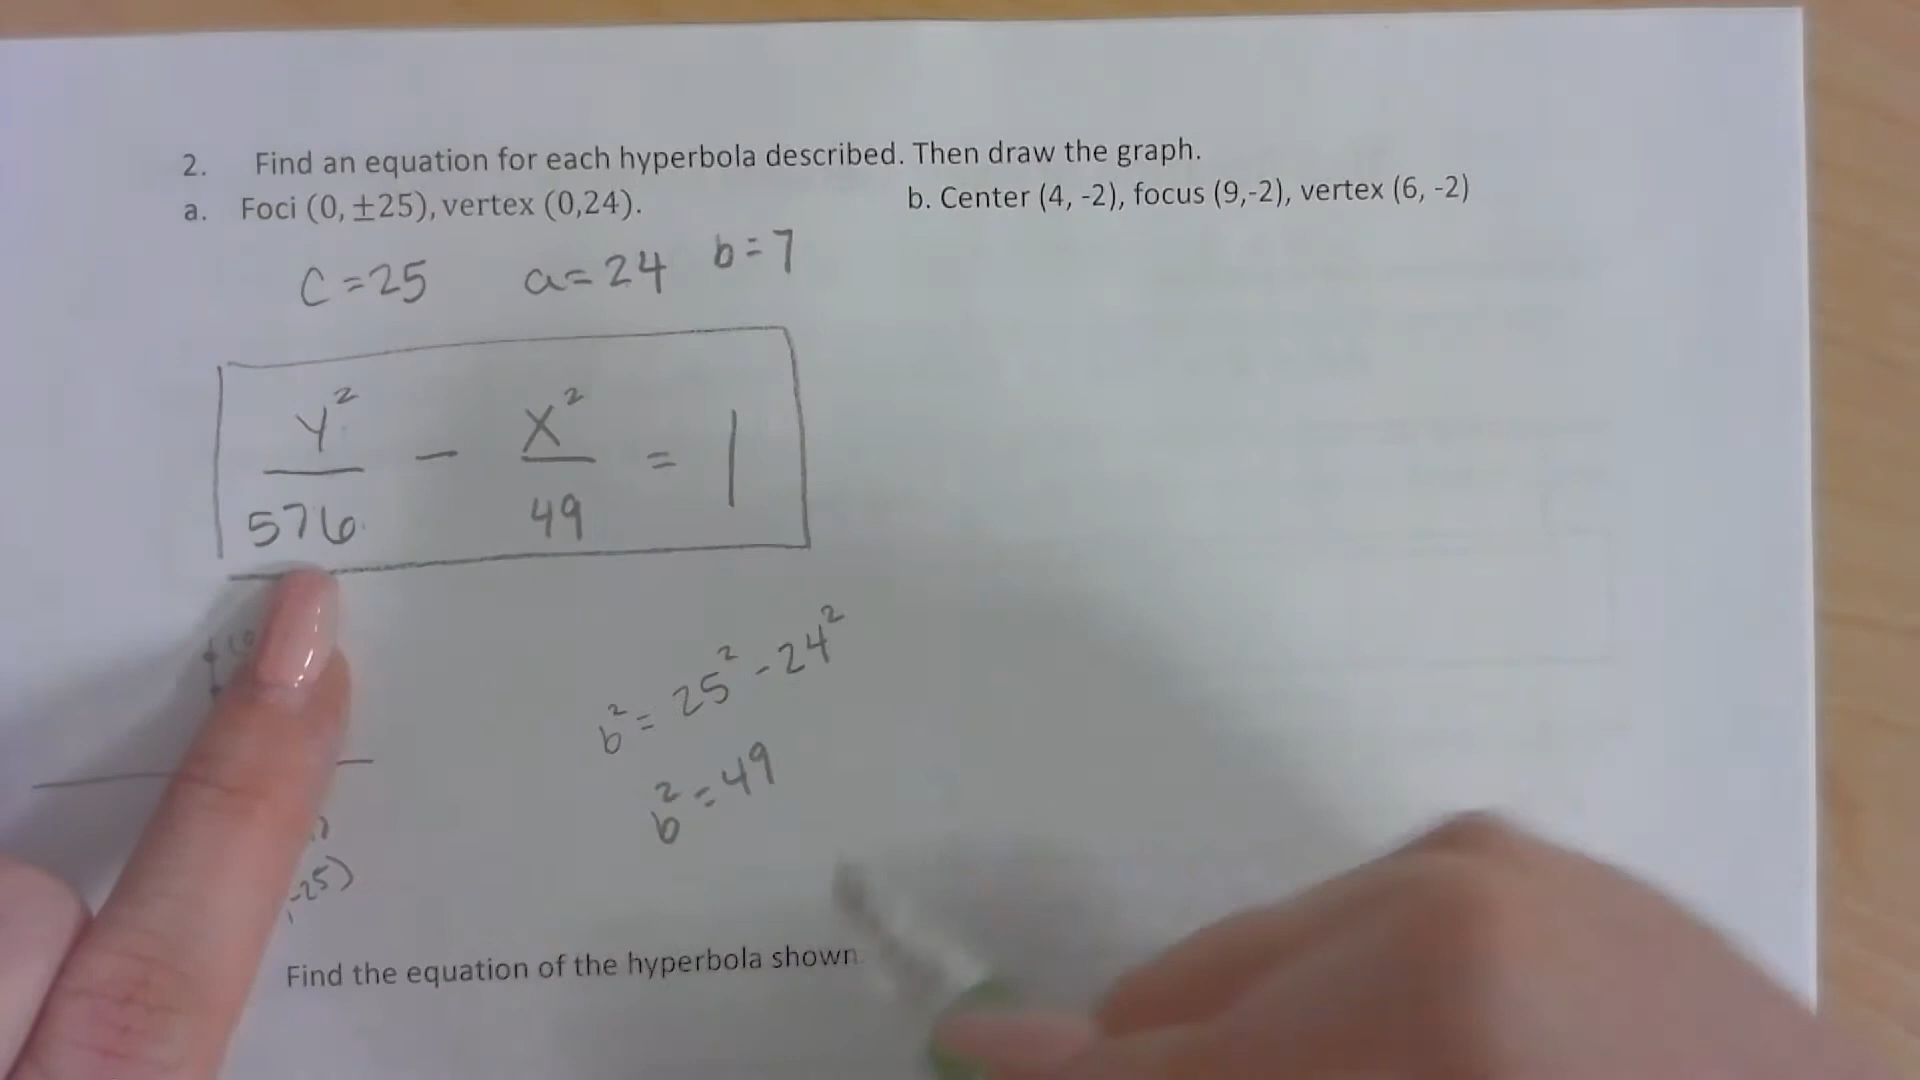 2. Find an equation for each hyperbola described. Then draw the graph.
a. Foci (0, ±25), vertex (0,24).
b. Center (4, -2), focus (9,-2), vertex (6, -2)
C = 25 a = 24 b = 7
y² / 576 − x² / 49 = 1
b² = 25² - 24²
b² = 49
-25)
Find the equation of the hyperbola shown.